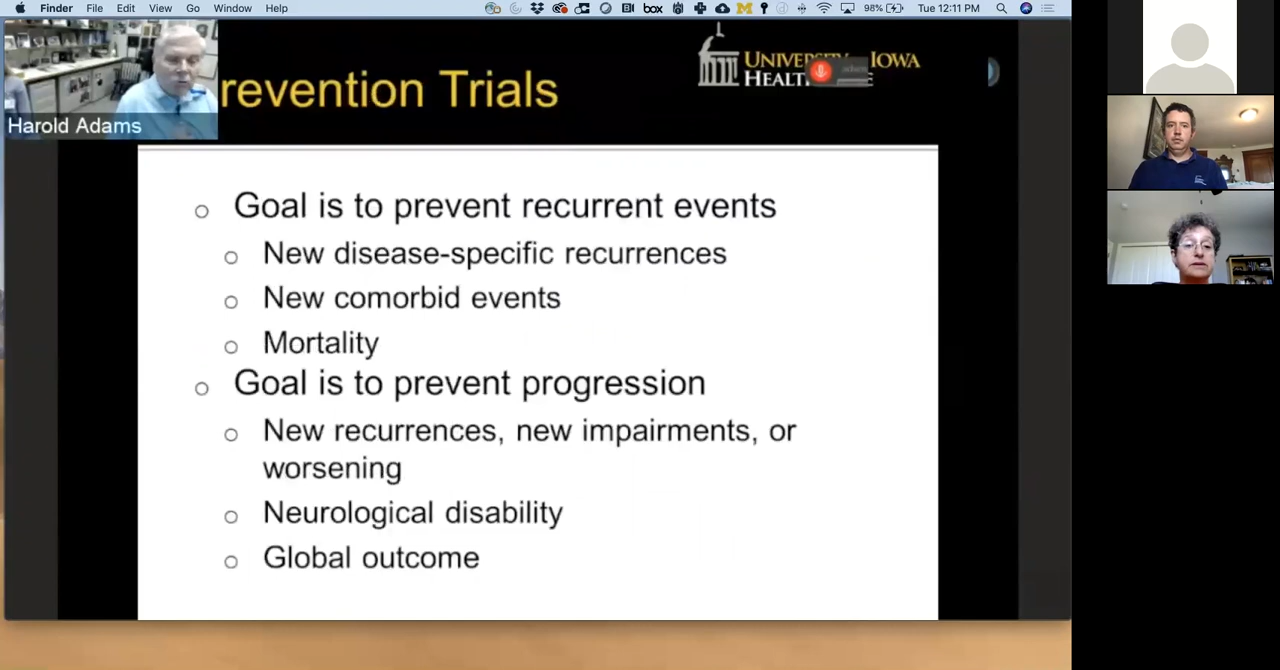 Finder File Edit View Go Window Help
box
98%
Tue 12:11 PM
Harold Adams
revention Trials
IOWA
Goal is to prevent recurrent events
New disease-specific recurrences
New comorbid events
Mortality
Goal is to prevent progression
New recurrences, new impairments, or
worsening
Neurological disability
Global outcome